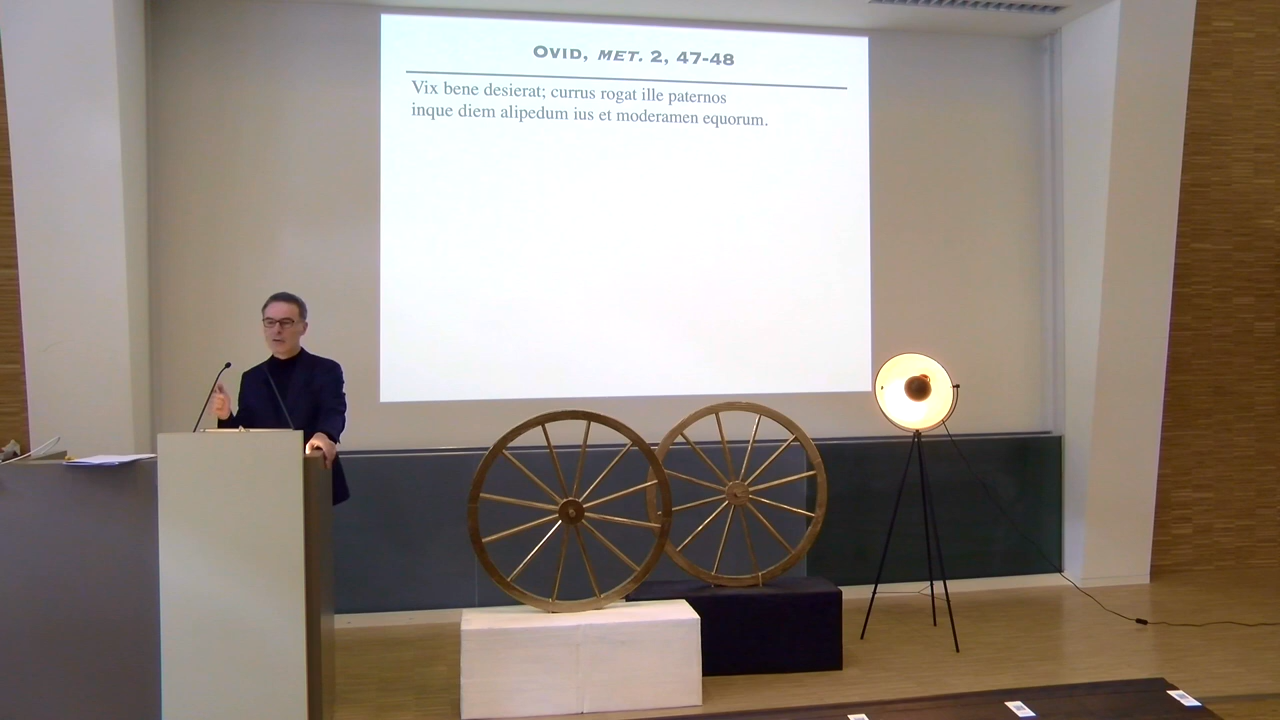 OVID, MET. 2, 47-48
Vix bene desierat; currus rogat ille paternos
inque diem alipedum ius et moderamen equorum.